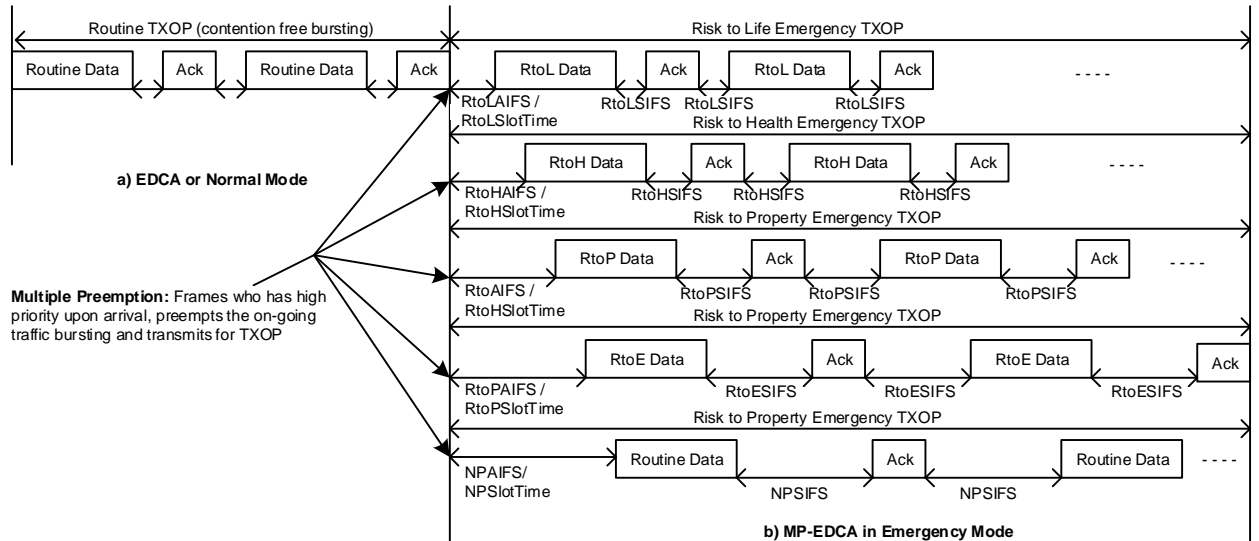 Routine TXOP (contention free bursting)
Risk to Life Emergency TXOP
Routine Data
Ack
Routine Data
Ack
RtoL Data
Ack
RtoL Data
Ack
- - - -
RtoLAIFS /
RtoLSlotTime
RtoLSIFS
RtoLSIFS
RtoLSIFS
Risk to Health Emergency TXOP
a) EDCA or Normal Mode
RtoH Data
Ack
RtoH Data
Ack
- - - -
RtoHAIFS /
RtoHSlotTime
RtoHSIFS
RtoHSIFS
RtoHSIFS
Risk to Property Emergency TXOP
RtoP Data
Ack
RtoP Data
Ack
- - - -
Multiple Preemption: Frames who has high
priority upon arrival, preempts the on-going
traffic bursting and transmits for TXOP
RtoAIFS /
RtoHSlotTime
RtoPSIFS
RtoPSIFS
RtoPSIFS
Risk to Property Emergency TXOP
RtoE Data
Ack
RtoE Data
Ack
RtoPAIFS /
RtoPSlotTime
RtoESIFS
RtoESIFS
RtoESIFS
Risk to Property Emergency TXOP
Routine Data
Ack
Routine Data
- - - -
NPAIFS/
NPSlotTime
NPSIFS
NPSIFS
b) MP-EDCA in Emergency Mode